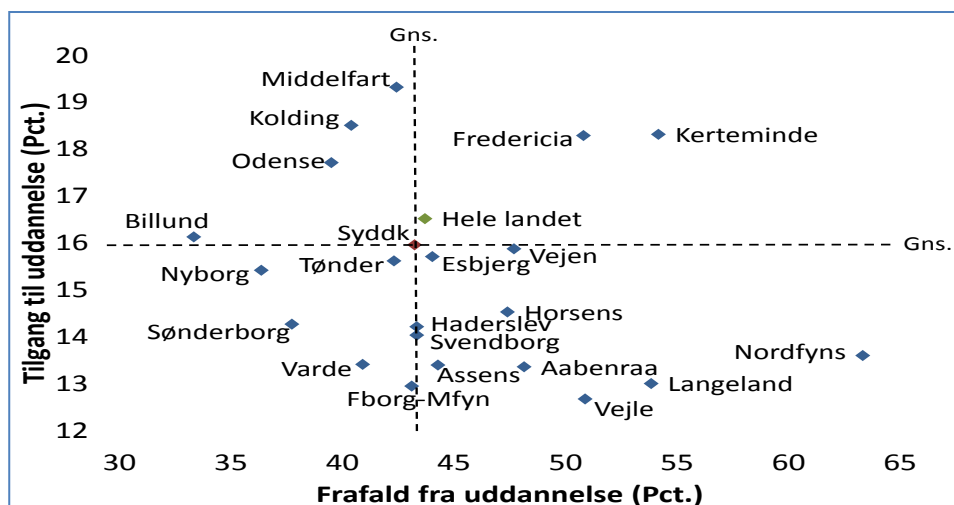 Gns.
20
Middelfart
19
Kolding
Fredericia
Kerteminde
18
Odense
17
Billund
Hele landet
Syddk
16
Gns.
Tønder
Esbjerg
Vejen
Nyborg
15
Horsens
Sønderborg
Haderslev
14
Svendborg
Nordfyns
Varde
Assens
Aabenraa
Langeland
13
Fborg-Mfyn
Vejle
12
30 35 40 45 50 55 60 65
Frafald fra uddannelse (Pct.)
Tilgang til uddannelse (Pct.)